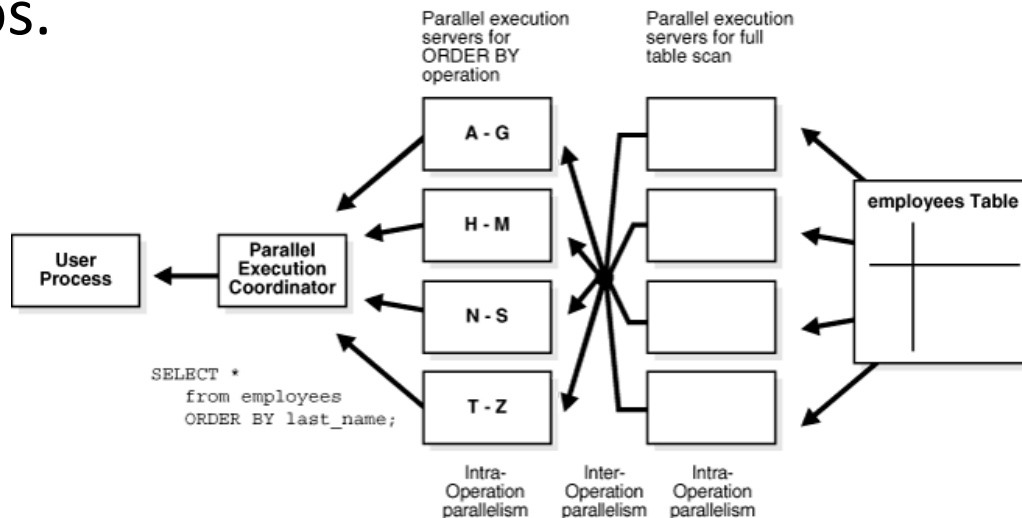 os.
Parallel execution
servers for
ORDER BY
operation
Parallel execution
servers for full
table scan
A - G
H - M
N - S
T - Z
employees Table
User
Process
Parallel
Execution
Coordinator
SELECT *
from employees
ORDER BY last_name;
Intra-
Operation
parallelism
Inter-
Operation
parallelism
Intra-
Operation
parallelism